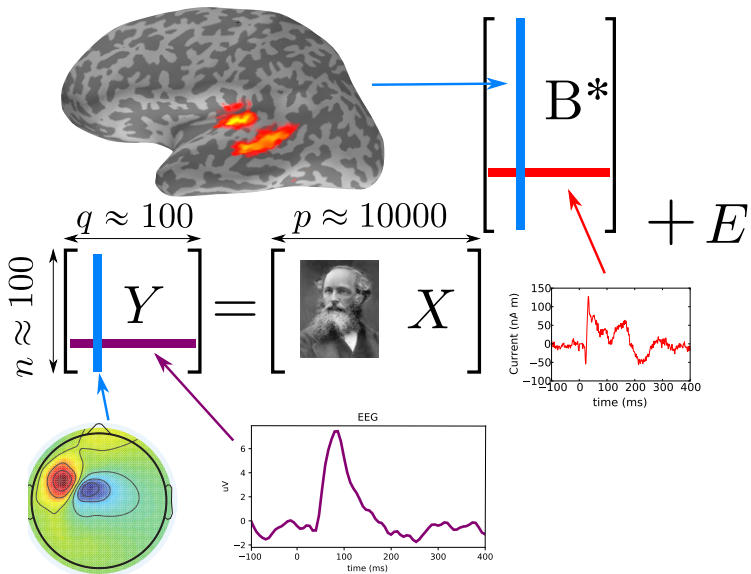 B*
+ E
q ≈ 100
p ≈ 10000
n ≈ 100
Y
=
X
150
100
50
0
−50
−100
−100 0 100 200 300 400
Current (nA m)
time (ms)
EEG
6
4
2
0
−2
uV
−100 0 100 200 300 400
time (ms)